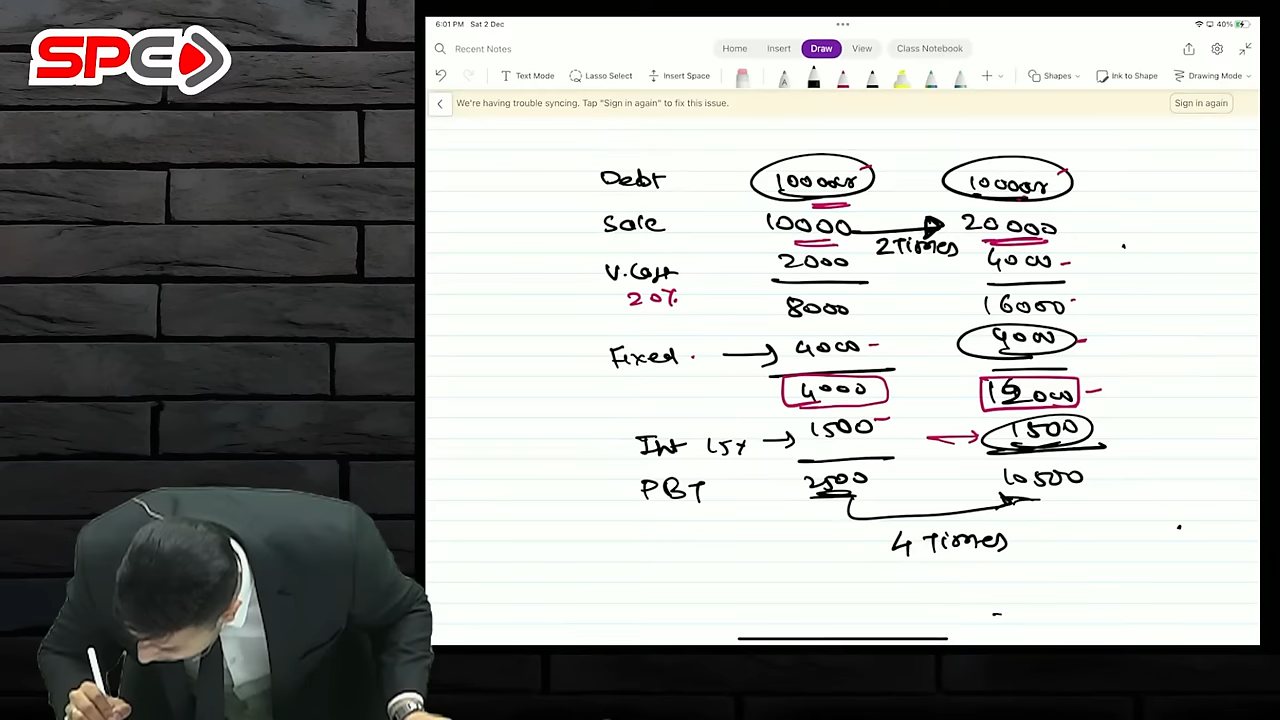 SPC
6:01 PM Sat 2 Dec
40%
Recent Notes
Home Insert Draw View Class Notebook
Text Mode Lasso Select Insert Space Shapes Ink to Shape Drawing Mode
We're having trouble syncing. Tap "Sign in again" to fix this issue. Sign in again
Debt
Sale 10000 20000
2 Times
V. Cost 2000 4000
20%
8000 16000
Fixed 4000 4000
4000 12000
Int 15% 1500 1500
PBT 2500 10500
4 Times